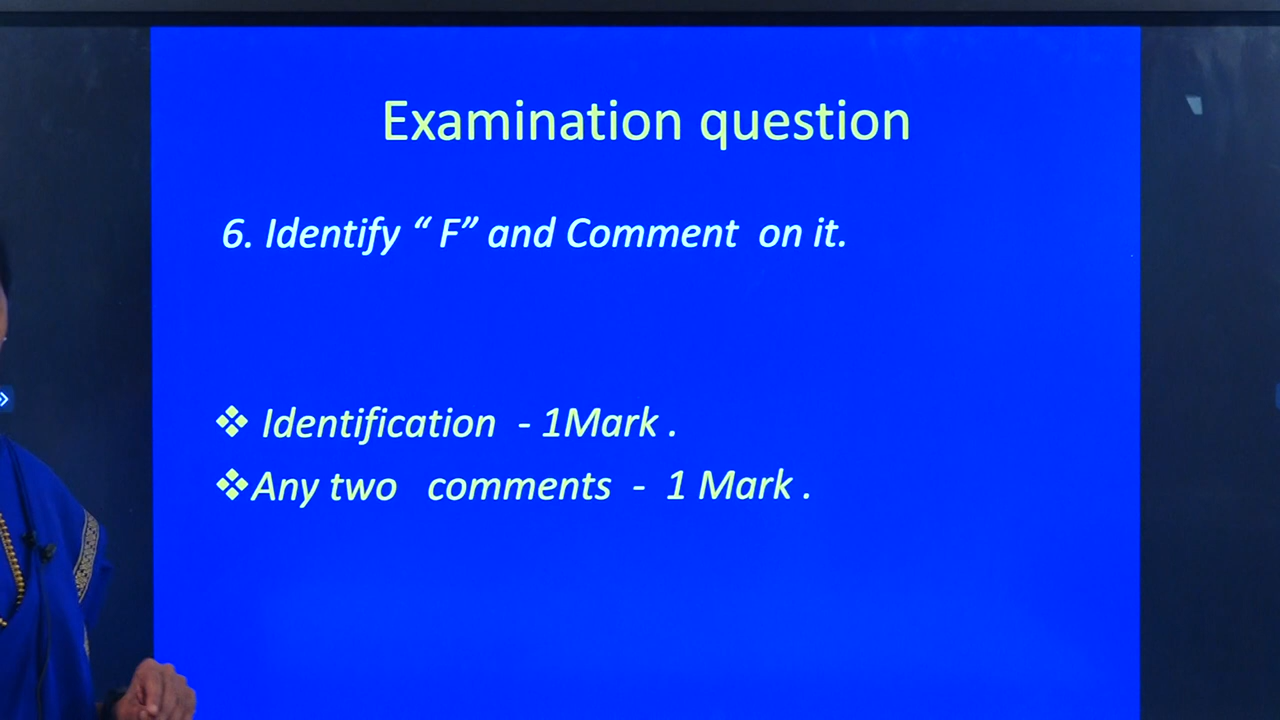 Examination question
6. Identify “ F” and Comment on it.
❖ Identification - 1Mark .
❖Any two comments - 1 Mark .